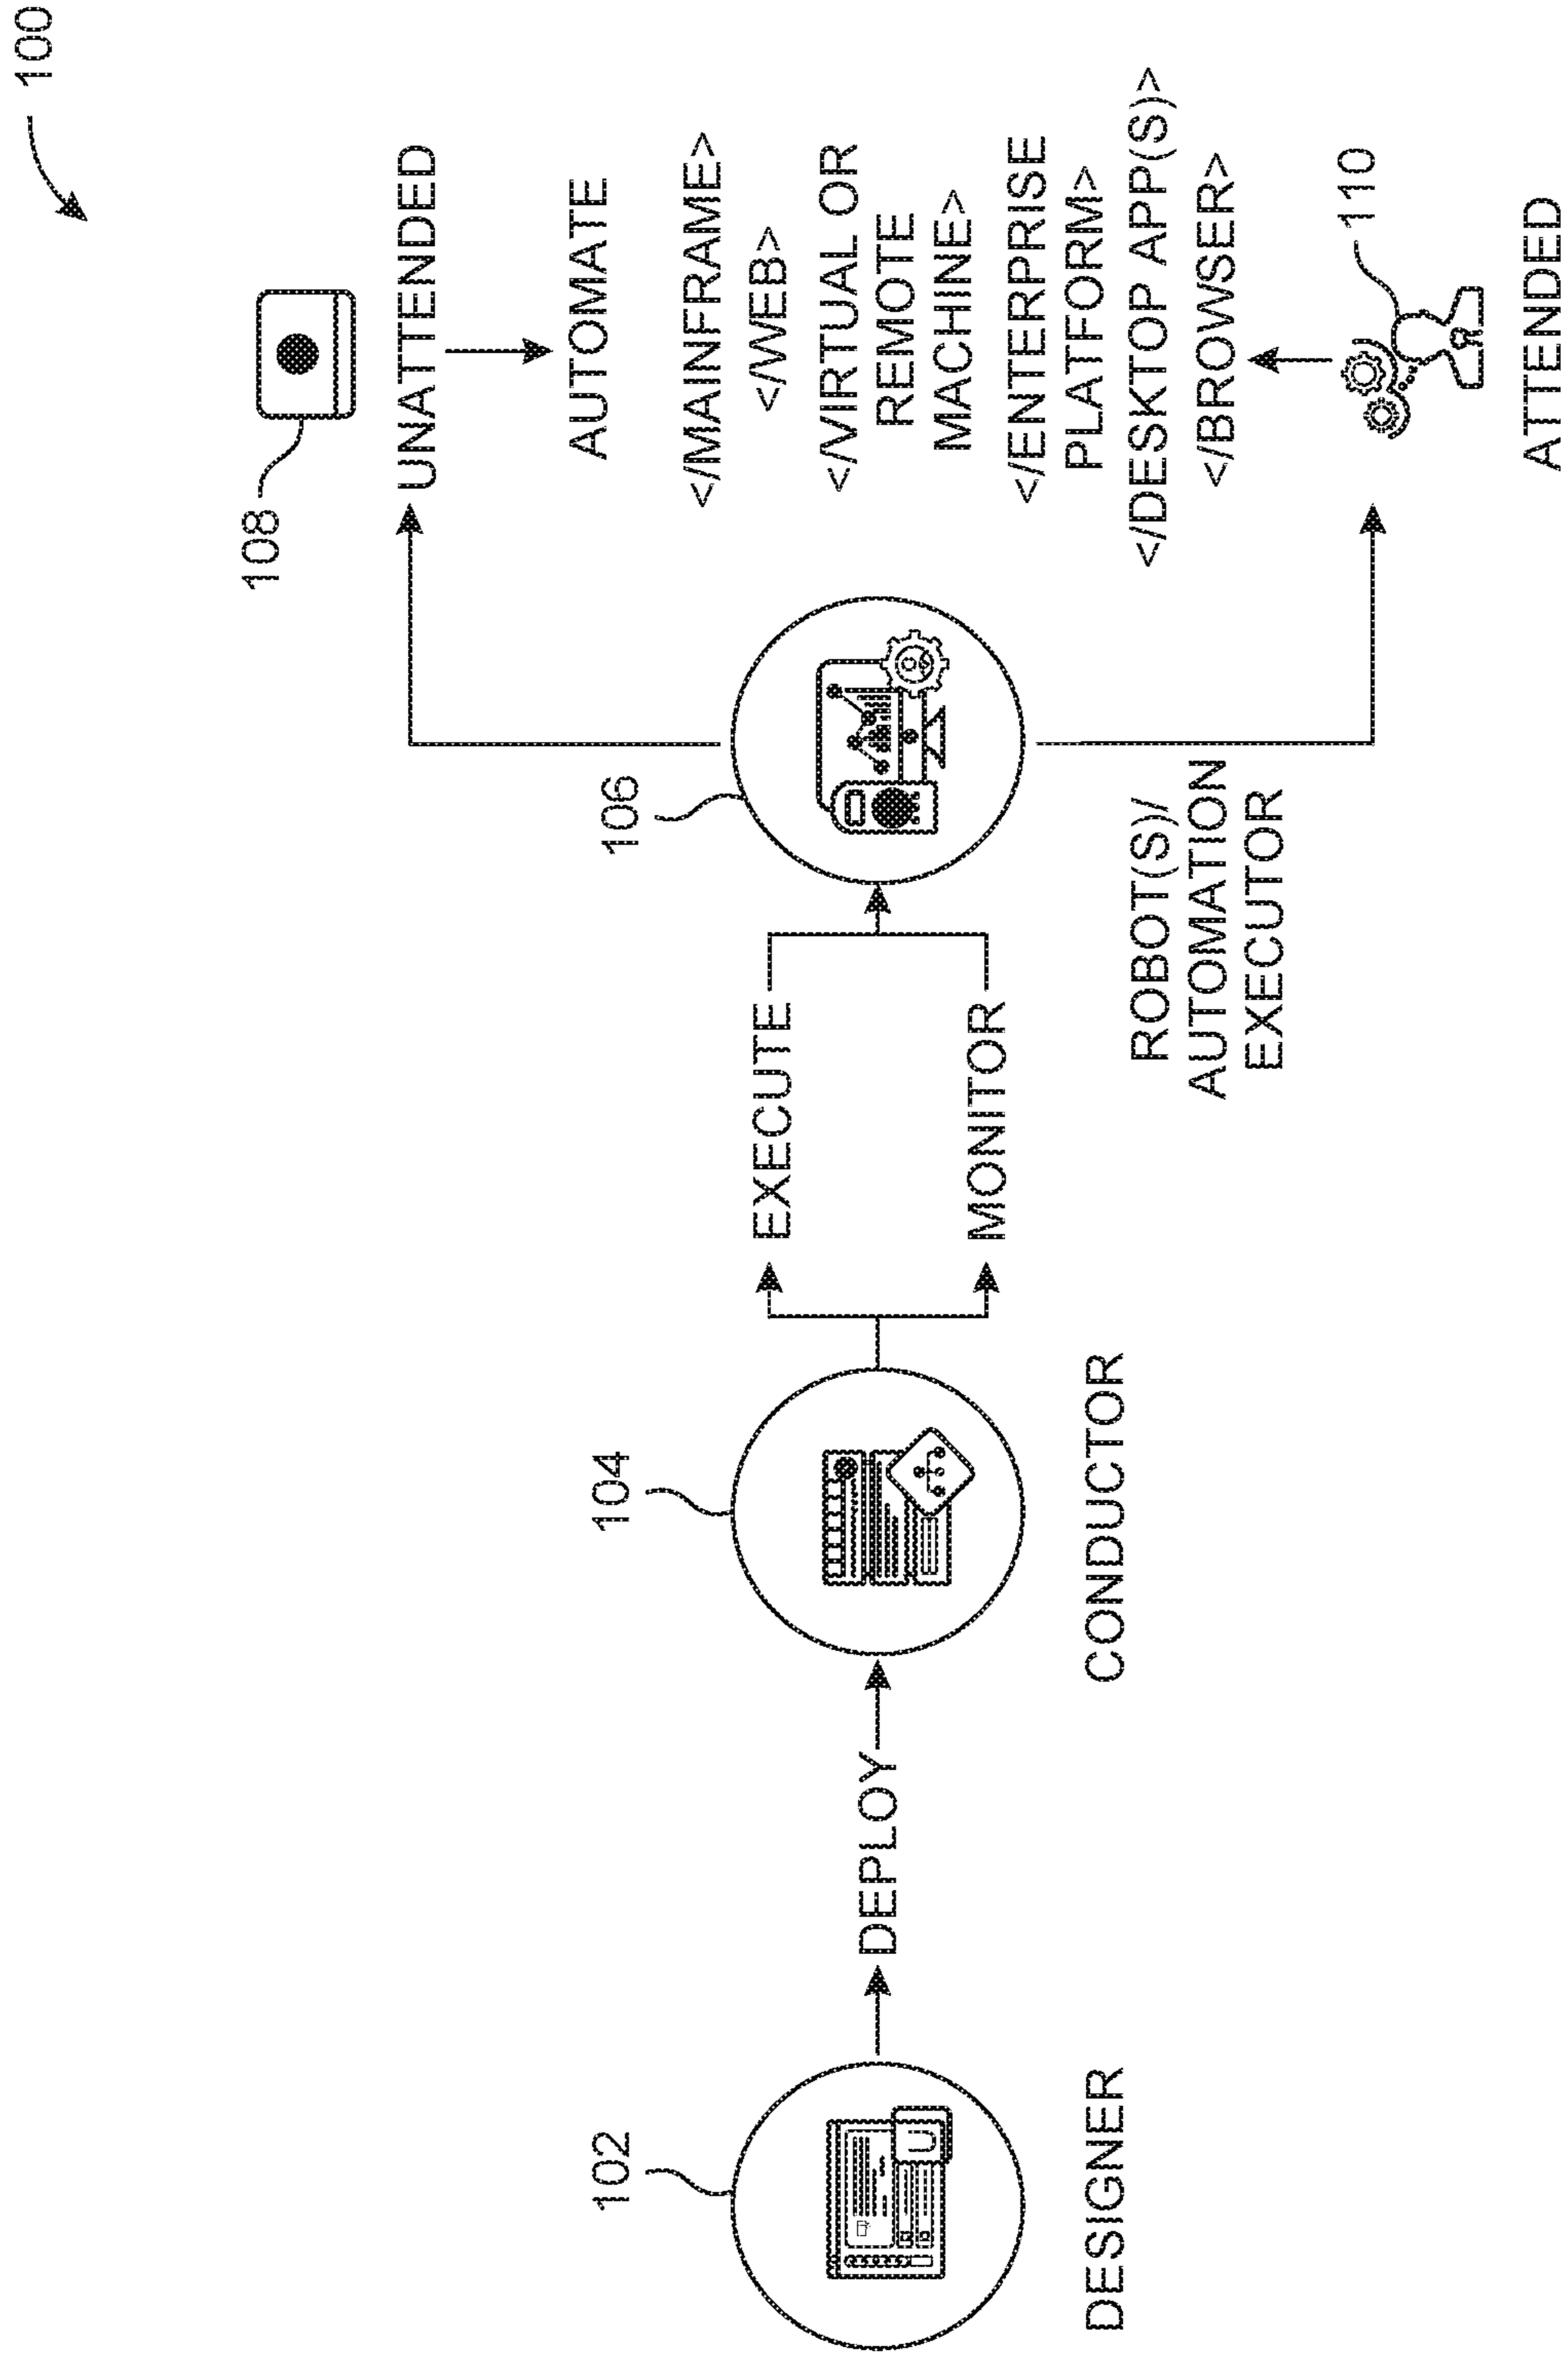 100
108
UNATTENDED
AUTOMATE
</MAINFRAME>
</WEB>
</VIRTUAL OR
REMOTE
MACHINE>
</ENTERPRISE
PLATFORM>
</DESKTOP APP(S)>
</BROWSER>
110
ATTENDED
102
DESIGNER
DEPLOY
104
CONDUCTOR
EXECUTE
MONITOR
106
ROBOT(S)/
AUTOMATION
EXECUTOR